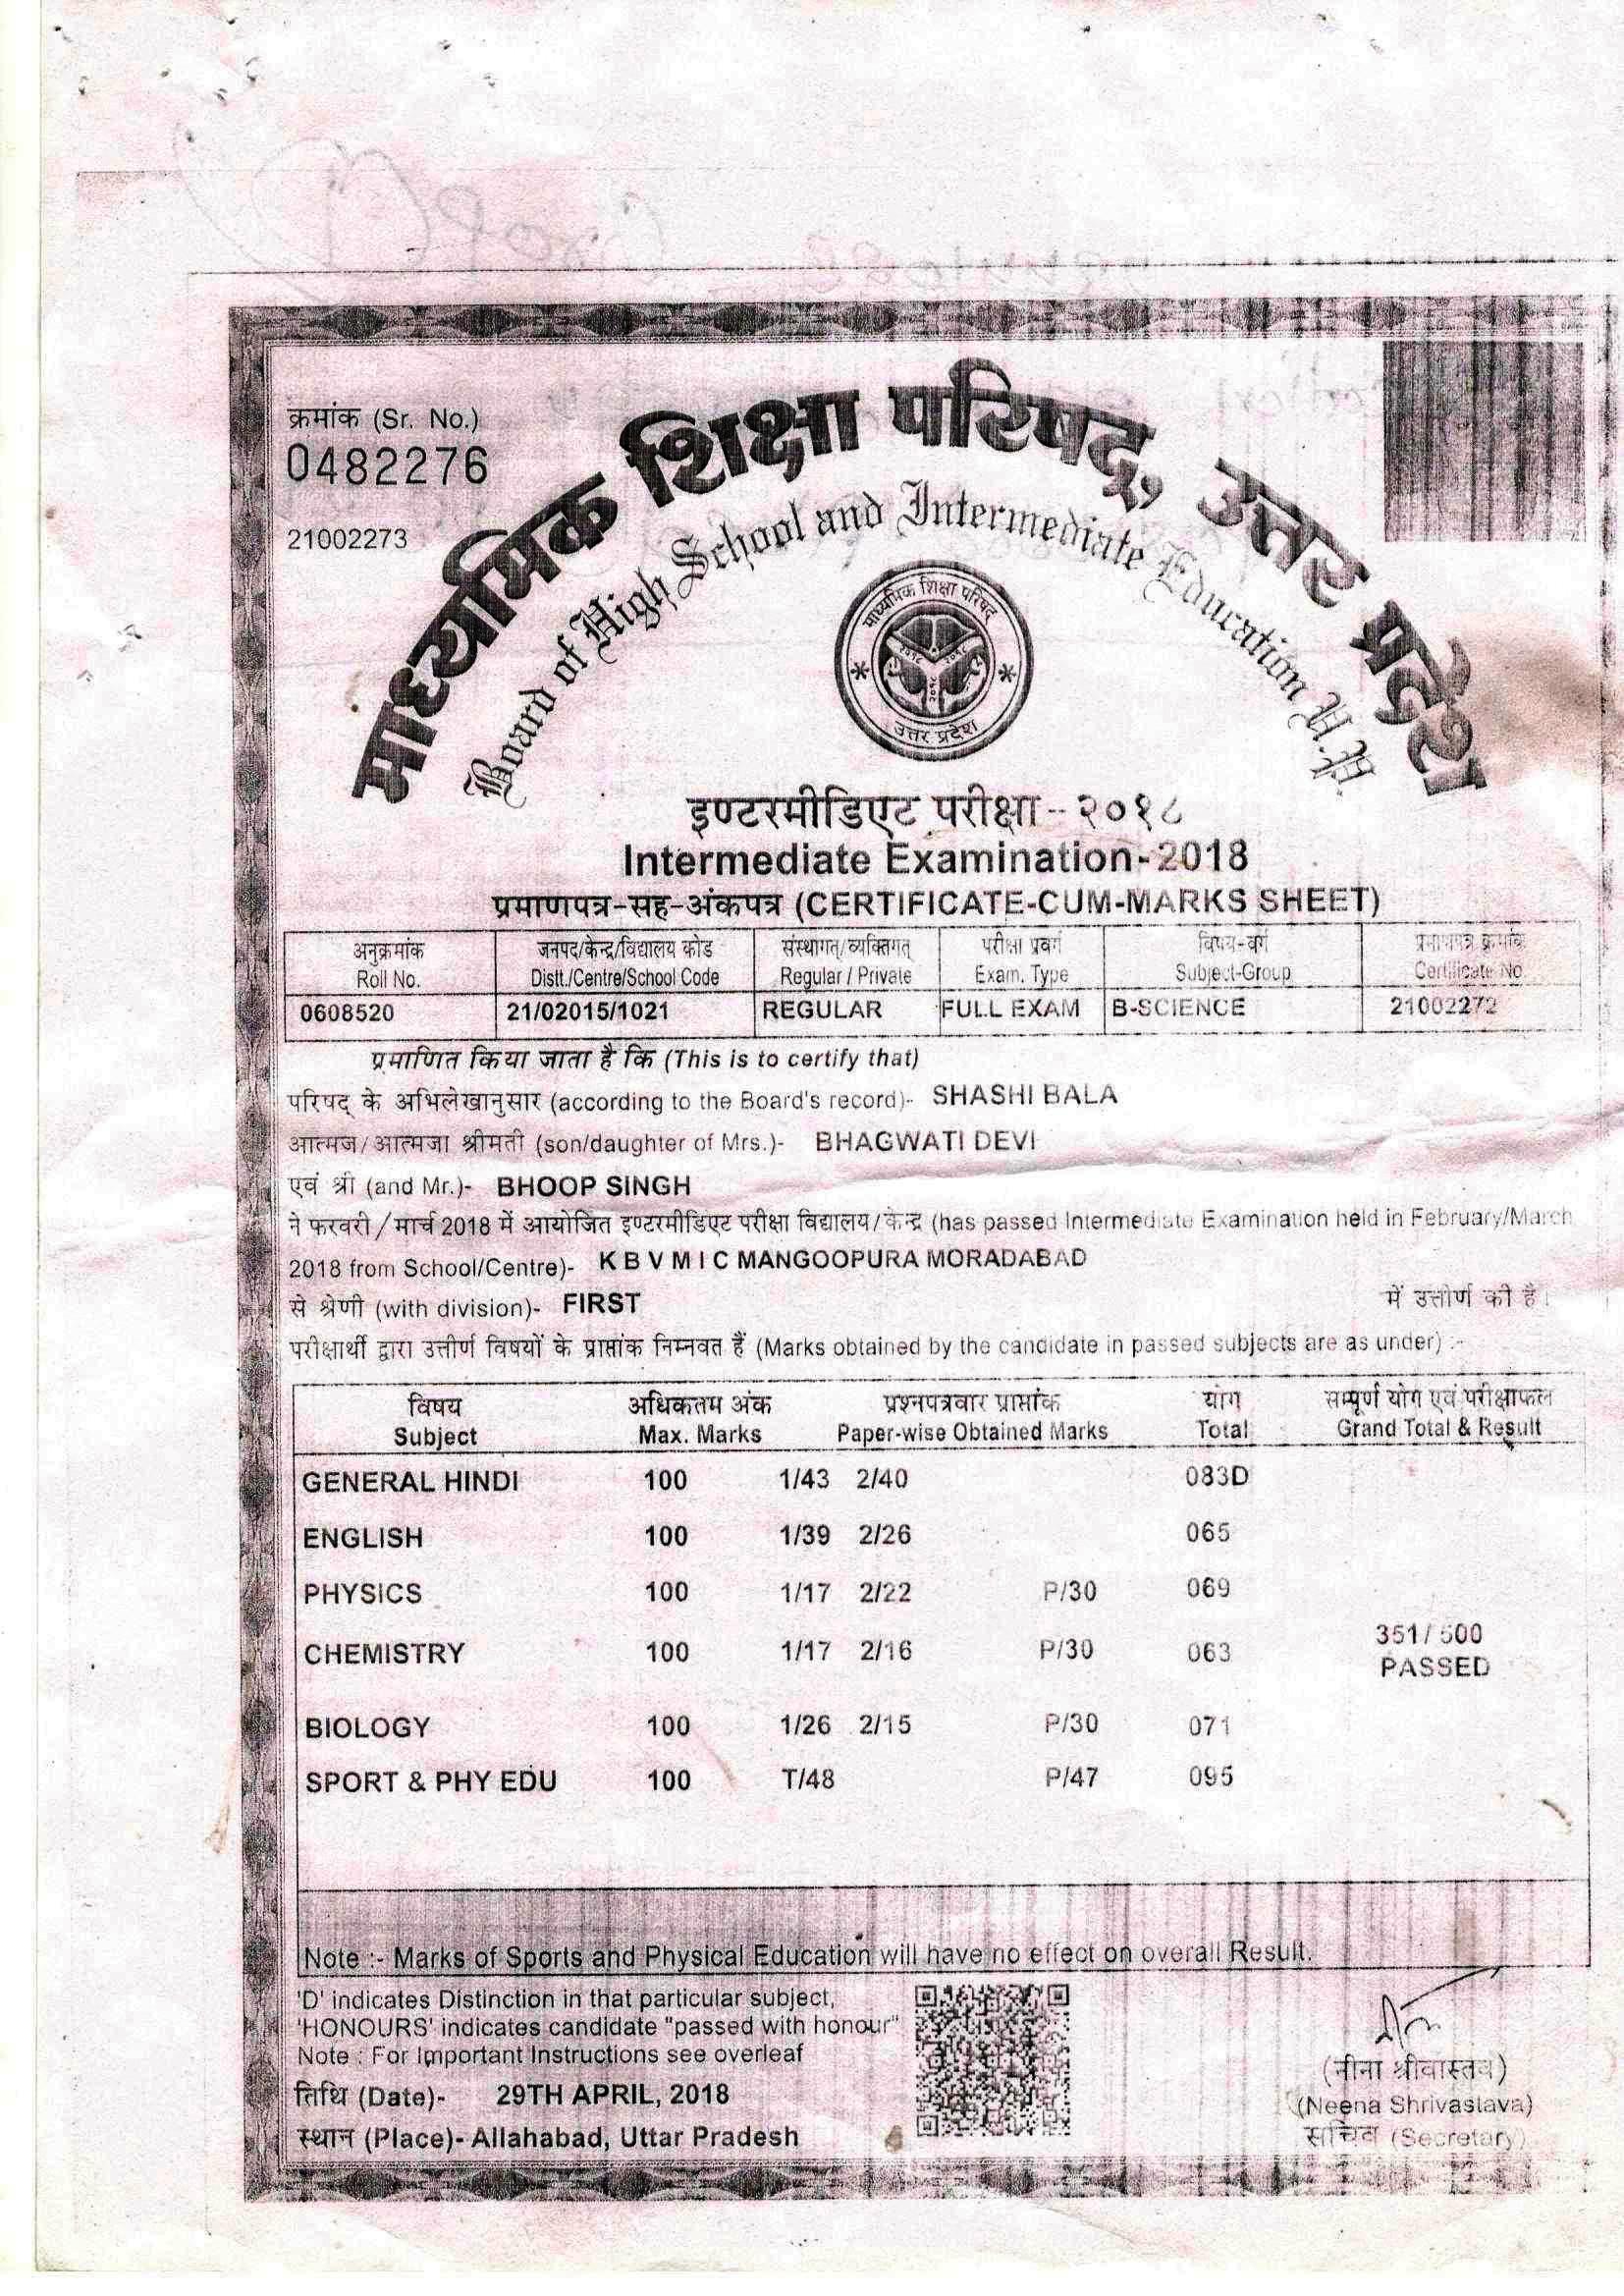 क्रमांक (Sr. No.)
0482276
21002273
माध्यमिक शिक्षा परिषद्, उत्तर प्रदेश
Board of High School and Intermediate Education U.P.
माध्यमिक शिक्षा परिषद
उत्तर प्रदेश
इण्टरमीडिएट परीक्षा-२०१८
Intermediate Examination-2018
प्रमाणपत्र-सह-अंकपत्र (CERTIFICATE-CUM-MARKS SHEET)
अनुक्रमांक जनपद/केन्द्र/विद्यालय कोड संस्थागत/व्यक्तिगत परीक्षा प्रवर्ग विषय-वर्ग प्रमाणपत्र क्रमांक
Roll No. Distt./Centre/School Code Regular / Private Exam. Type Subject-Group Certificate No
0608520 21/02015/1021 REGULAR FULL EXAM B-SCIENCE 21002272
प्रमाणित किया जाता है कि (This is to certify that)
परिषद् के अभिलेखानुसार (according to the Board's record)- SHASHI BALA
आत्मज/आत्मजा श्रीमती (son/daughter of Mrs.)- BHAGWATI DEVI
एवं श्री (and Mr.)- BHOOP SINGH
ने फरवरी/मार्च 2018 में आयोजित इण्टरमीडिएट परीक्षा विद्यालय/केन्द्र (has passed Intermediate Examination held in February/March
2018 from School/Centre)- K B V M I C MANGOOPURA MORADABAD
से श्रेणी (with division)- FIRST में उत्तीर्ण की है।
परीक्षार्थी द्वारा उत्तीर्ण विषयों के प्राप्तांक निम्नवत हैं (Marks obtained by the candidate in passed subjects are as under) :-
विषय अधिकतम अंक प्रश्नपत्रवार प्राप्तांक योग सम्पूर्ण योग एवं परीक्षाफल
Subject Max. Marks Paper-wise Obtained Marks Total Grand Total & Result
GENERAL HINDI 100 1/43 2/40 083D
ENGLISH 100 1/39 2/26 065
PHYSICS 100 1/17 2/22 P/30 069
CHEMISTRY 100 1/17 2/16 P/30 063 351/500
PASSED
BIOLOGY 100 1/26 2/15 P/30 071
SPORT & PHY EDU 100 T/48 P/47 095
Note :- Marks of Sports and Physical Education will have no effect on overall Result.
'D' indicates Distinction in that particular subject,
'HONOURS' indicates candidate "passed with honour"
Note : For Important Instructions see overleaf
तिथि (Date)- 29TH APRIL, 2018
स्थान (Place)- Allahabad, Uttar Pradesh
(नीना श्रीवास्तव)
(Neena Shrivastava)
सचिव (Secretary)